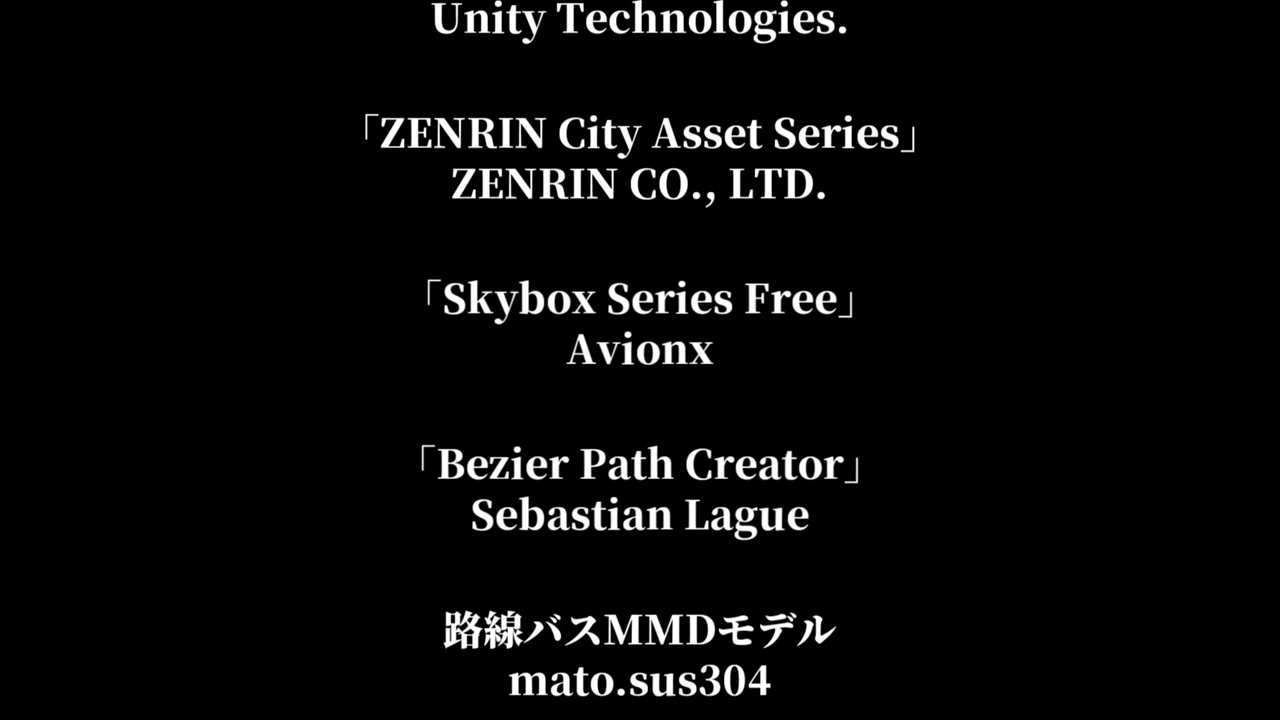 Unity Technologies.
「ZENRIN City Asset Series」
ZENRIN CO., LTD.
「Skybox Series Free」
Avionx
「Bezier Path Creator」
Sebastian Lague
路線バスMMDモデル
mato.sus304